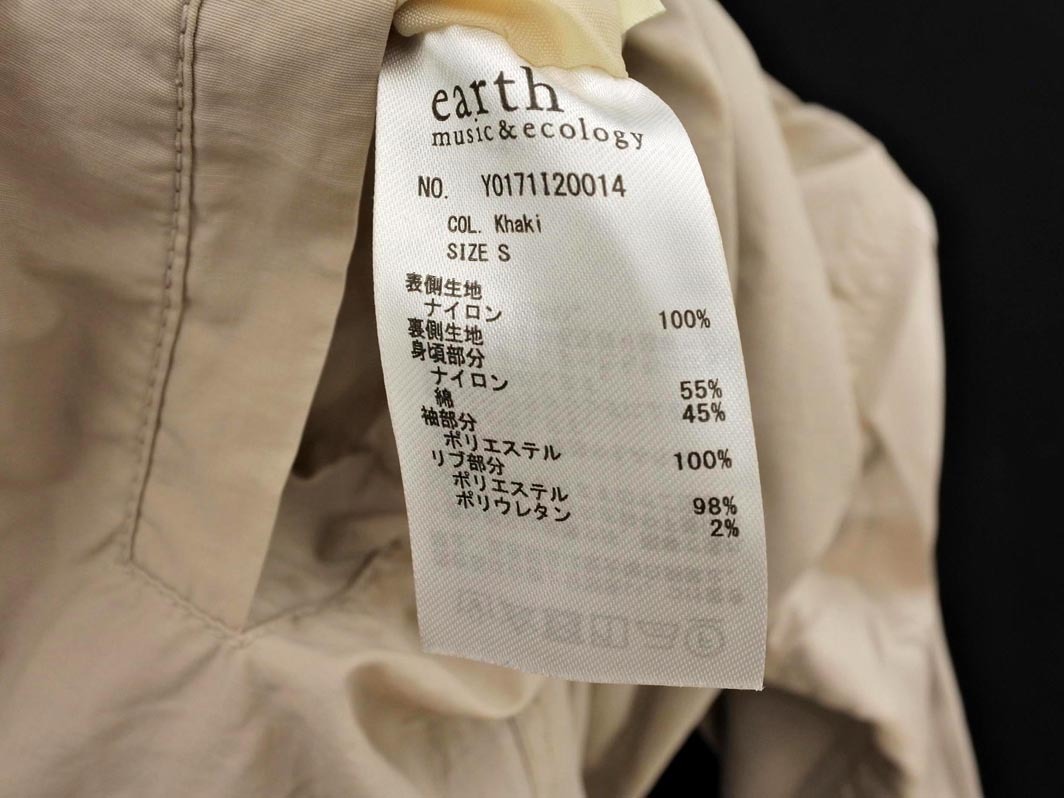 earth
music&ecology
NO. Y0171I20014
COL. Khaki
SIZE S
表側生地
ナイロン 100%
裏側生地
身頃部分
ナイロン 55%
綿 45%
袖部分
ポリエステル 100%
リブ部分
ポリエステル 98%
ポリウレタン 2%